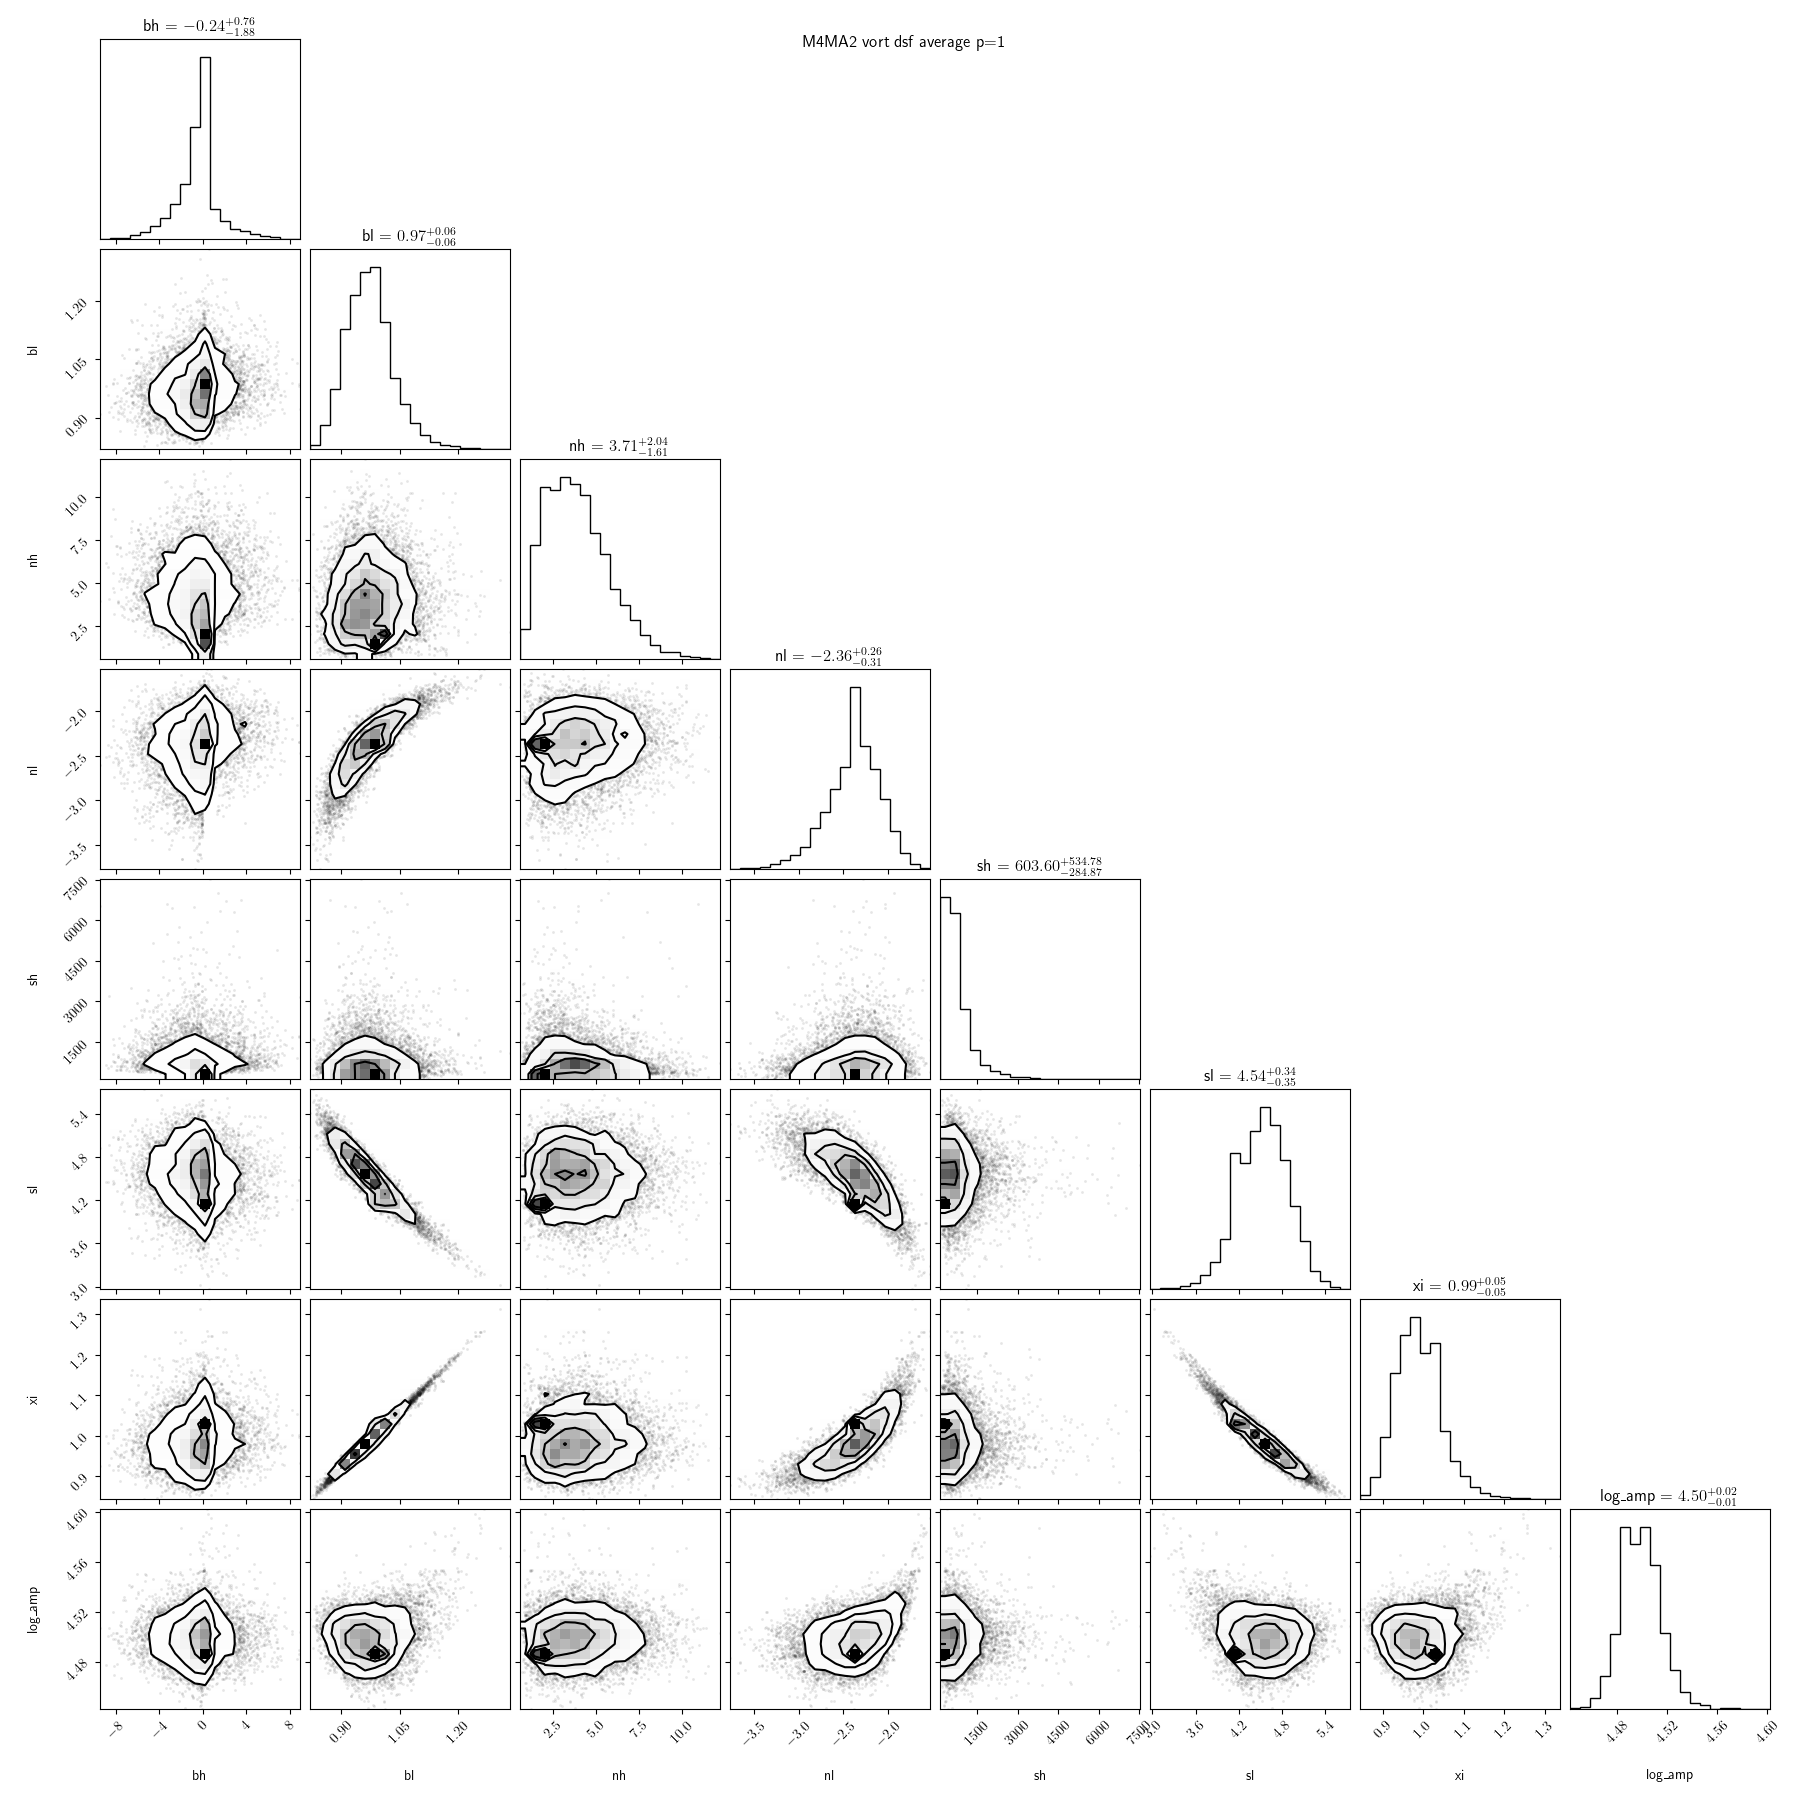 bh = −0.24+0.76−1.88
M4MA2 vort dsf average p=1
bl = 0.97+0.06−0.06
1.20
1.05
0.90
bl
nh = 3.71+2.04−1.61
10.0
7.5
5.0
2.5
nh
nl = −2.36+0.26−0.31
−2.0
−2.5
−3.0
−3.5
nl
sh = 603.60+534.78−284.87
7500
6000
4500
3000
1500
sh
sl = 4.54+0.34−0.35
5.4
4.8
4.2
3.6
3.0
sl
xi = 0.99+0.05−0.05
1.3
1.2
1.1
1.0
0.9
xi
log_amp = 4.50+0.02−0.01
4.60
4.56
4.52
4.48
log_amp
−8 −4 0 4 8 0.90 1.05 1.20 2.5 5.0 7.5 10.0 −3.5 −3.0 −2.5 −2.0 1500 3000 4500 6000 7500 3.0 3.6 4.2 4.8 5.4 0.9 1.0 1.1 1.2 1.3 4.48 4.52 4.56 4.60
bh bl nh nl sh sl xi log_amp